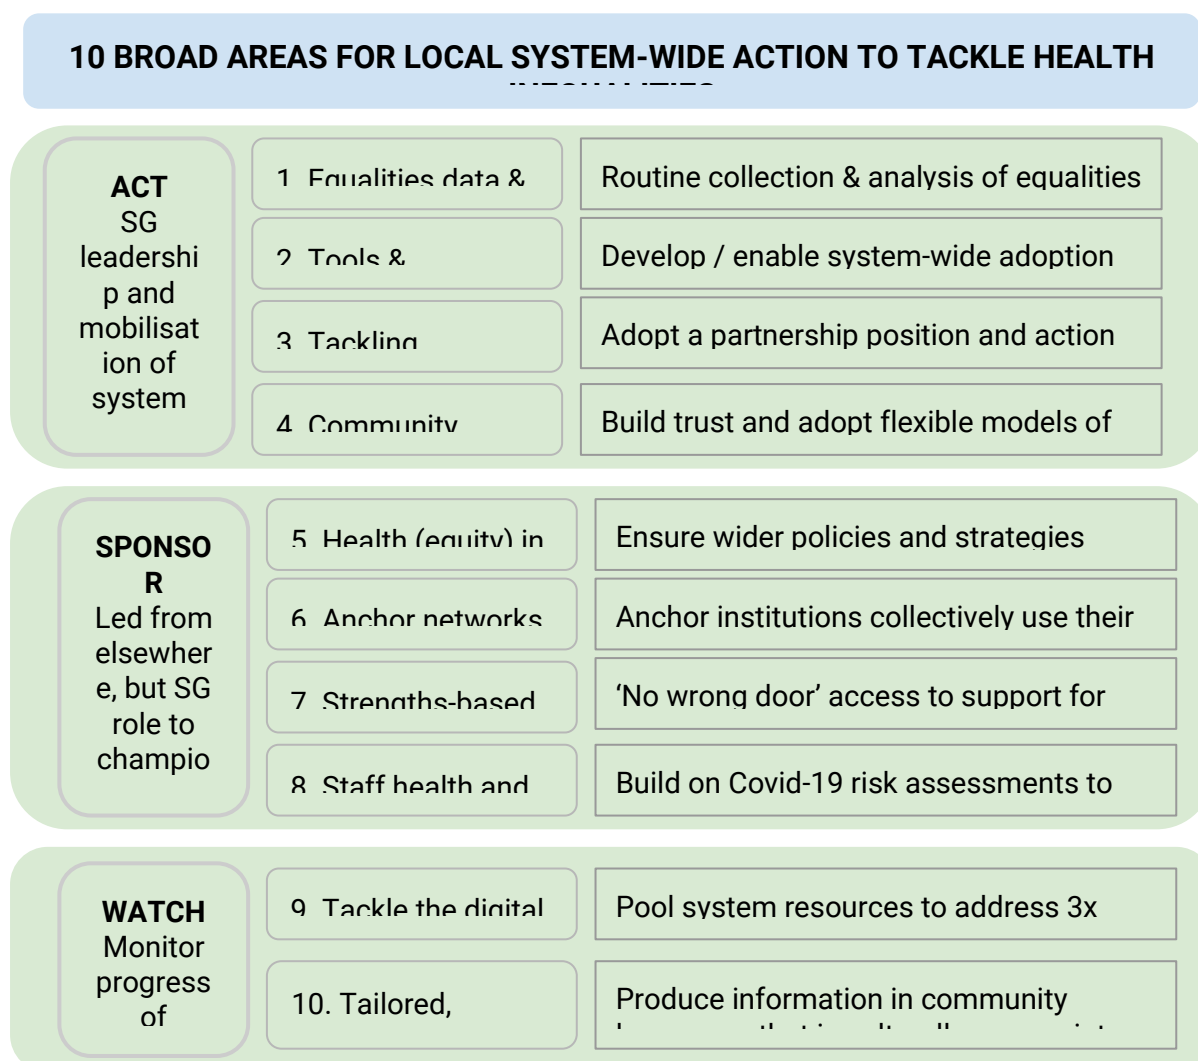 10 BROAD AREAS FOR LOCAL SYSTEM-WIDE ACTION TO TACKLE HEALTH
INEQUALITIES
ACT
SG
leadershi
p and
mobilisat
ion of
system
1. Equalities data &
Routine collection & analysis of equalities
2. Tools &
Develop / enable system-wide adoption
3. Tackling
Adopt a partnership position and action
4. Community
Build trust and adopt flexible models of
SPONSO
R
Led from
elsewher
e, but SG
role to
champio
5. Health (equity) in
Ensure wider policies and strategies
6. Anchor networks
Anchor institutions collectively use their
7. Strengths-based
‘No wrong door’ access to support for
8. Staff health and
Build on Covid-19 risk assessments to
WATCH
Monitor
progress
of
9. Tackle the digital
Pool system resources to address 3x
10. Tailored,
Produce information in community